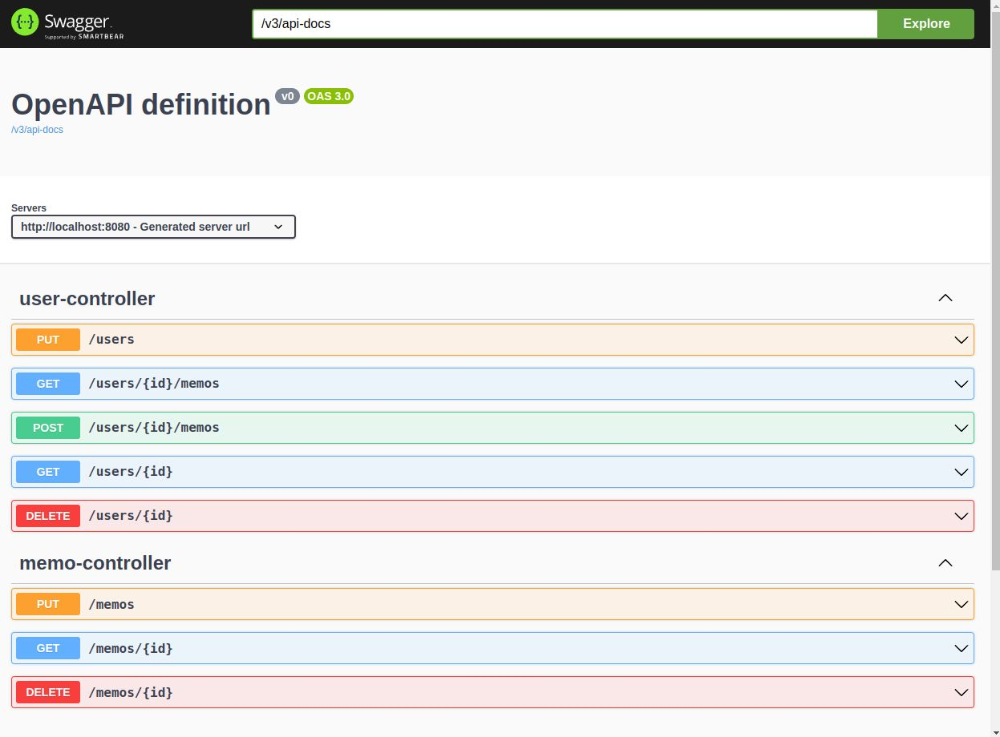 Swagger.
Supported by SMARTBEAR
/v3/api-docs
Explore
OpenAPI definition v0 OAS 3.0
/v3/api-docs
Servers
http://localhost:8080 - Generated server url
user-controller
PUT /users
GET /users/{id}/memos
POST /users/{id}/memos
GET /users/{id}
DELETE /users/{id}
memo-controller
PUT /memos
GET /memos/{id}
DELETE /memos/{id}